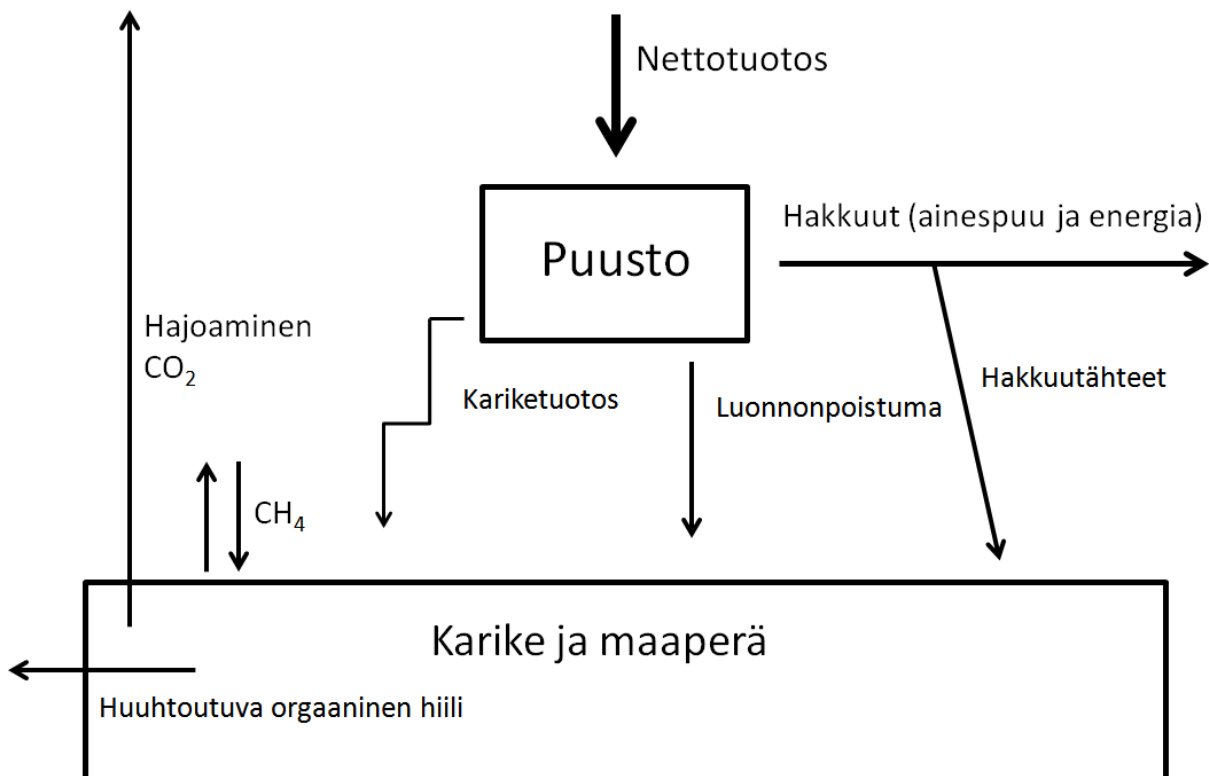 Nettotuotos
Puusto
Hakkuut (ainespuu ja energia)
Hajoaminen
CO₂
Kariketuotos
Luonnonpoistuma
Hakkuutähteet
CH₄
Karike ja maaperä
Huuhtoutuva orgaaninen hiili